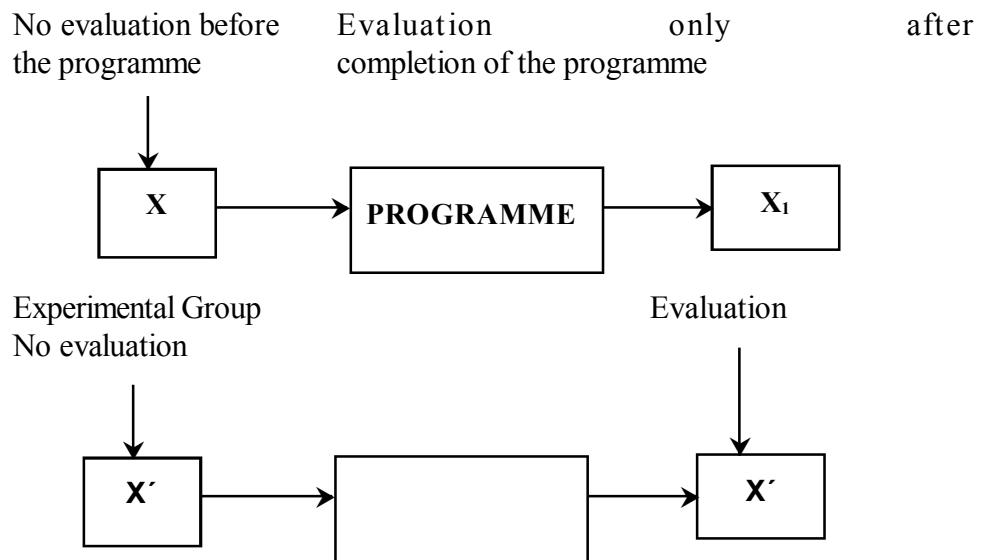 No evaluation before
the programme
Evaluation only after
completion of the programme
X
PROGRAMME
X₁
Experimental Group
No evaluation
Evaluation
X´
X´